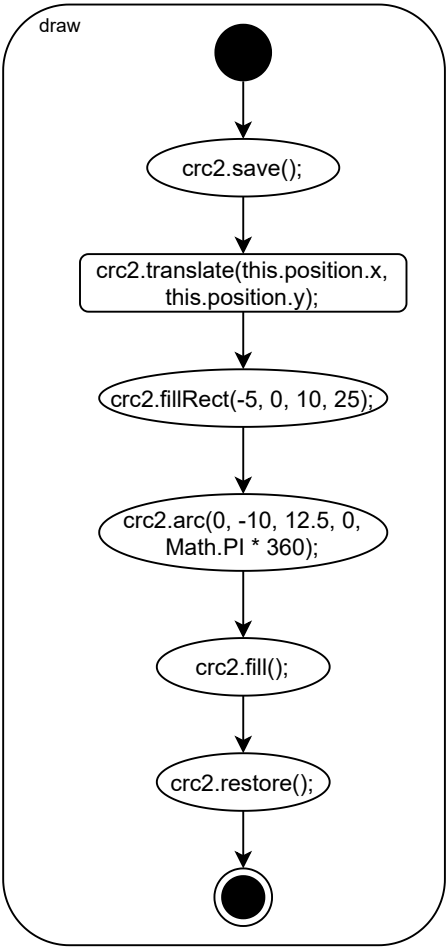 draw
crc2.save();
crc2.translate(this.position.x,
this.position.y);
crc2.fillRect(-5, 0, 10, 25);
crc2.arc(0, -10, 12.5, 0,
Math.PI * 360);
crc2.fill();
crc2.restore();